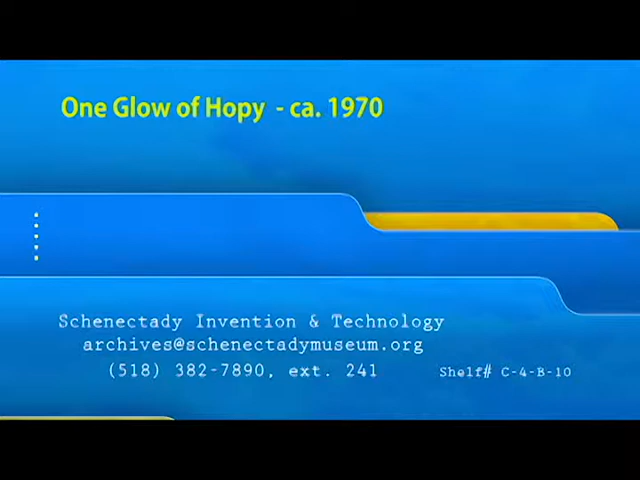 One Glow of Hopy - ca. 1970
Schenectady Invention & Technology
archives@schenectadymuseum.org
(518) 382-7890, ext. 241
Shelf# C-4-B-10